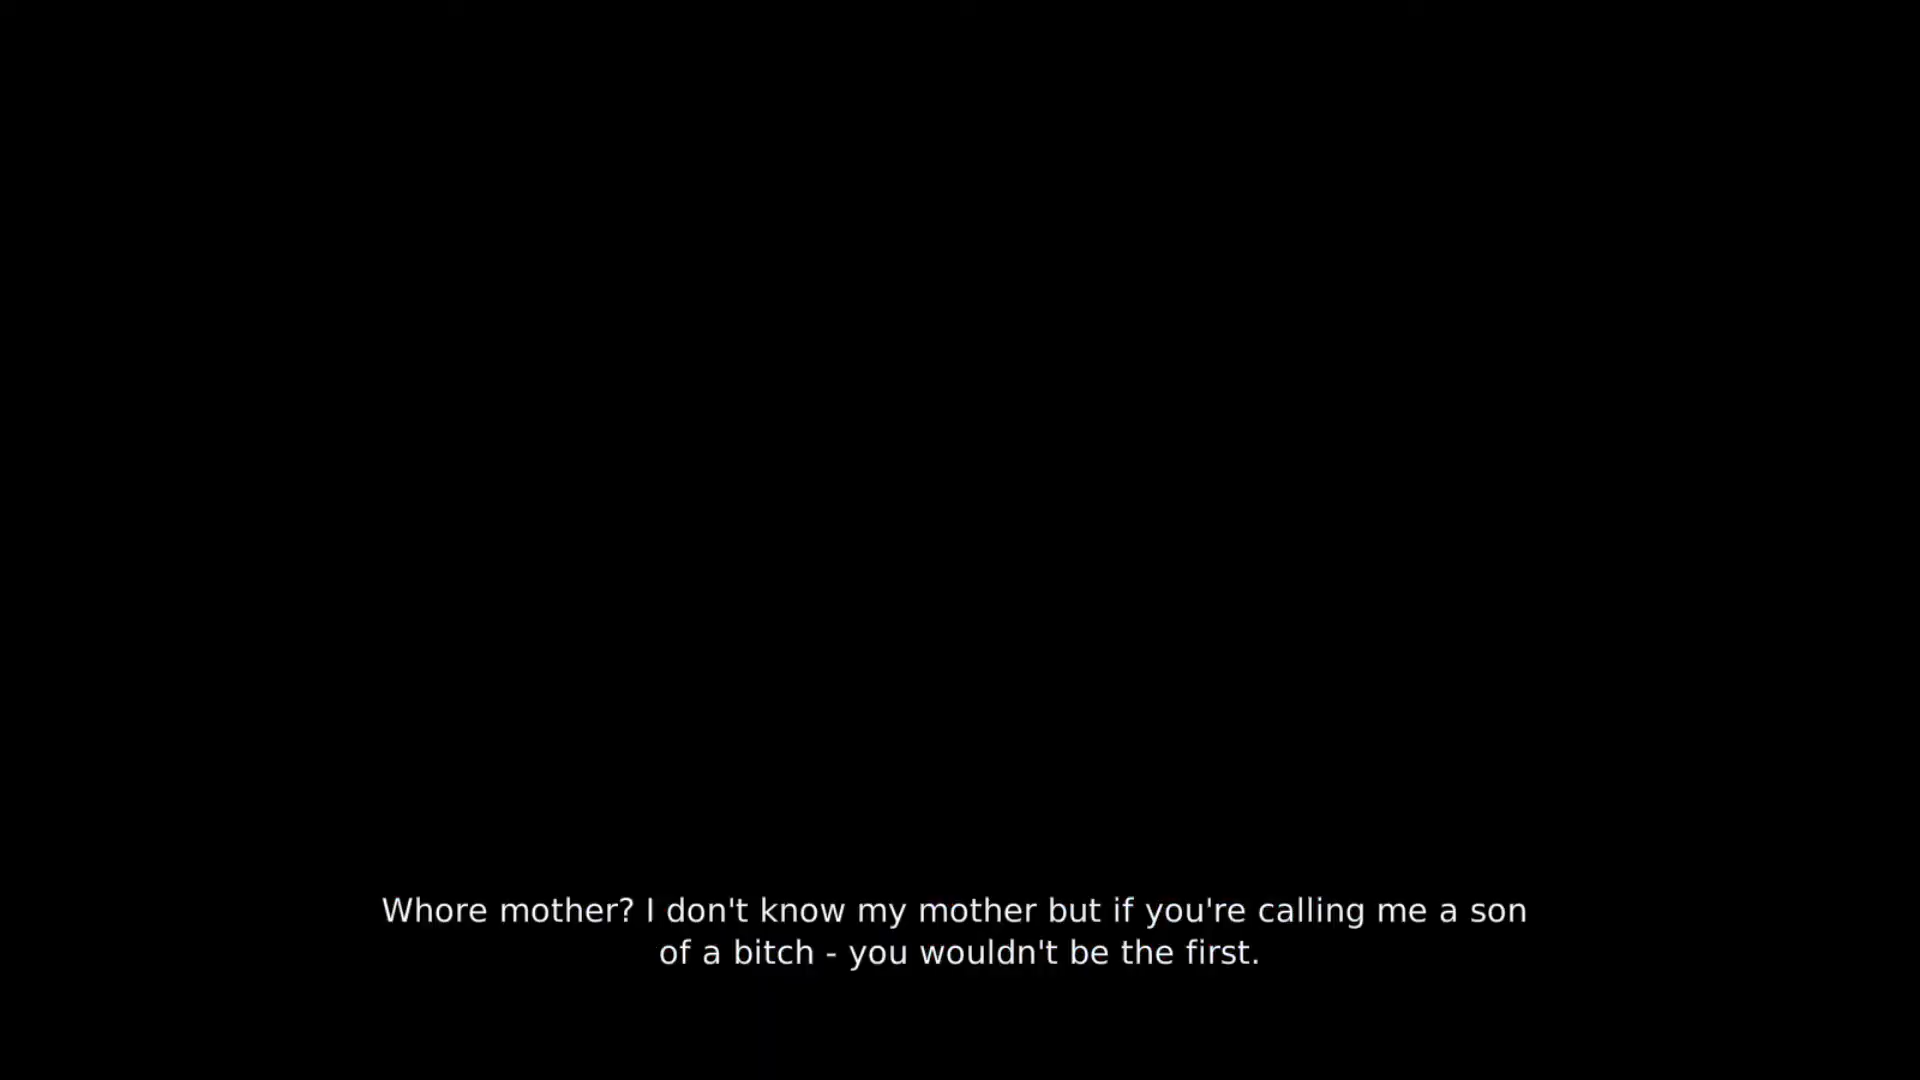 Whore mother? I don't know my mother but if you're calling me a son
of a bitch - you wouldn't be the first.